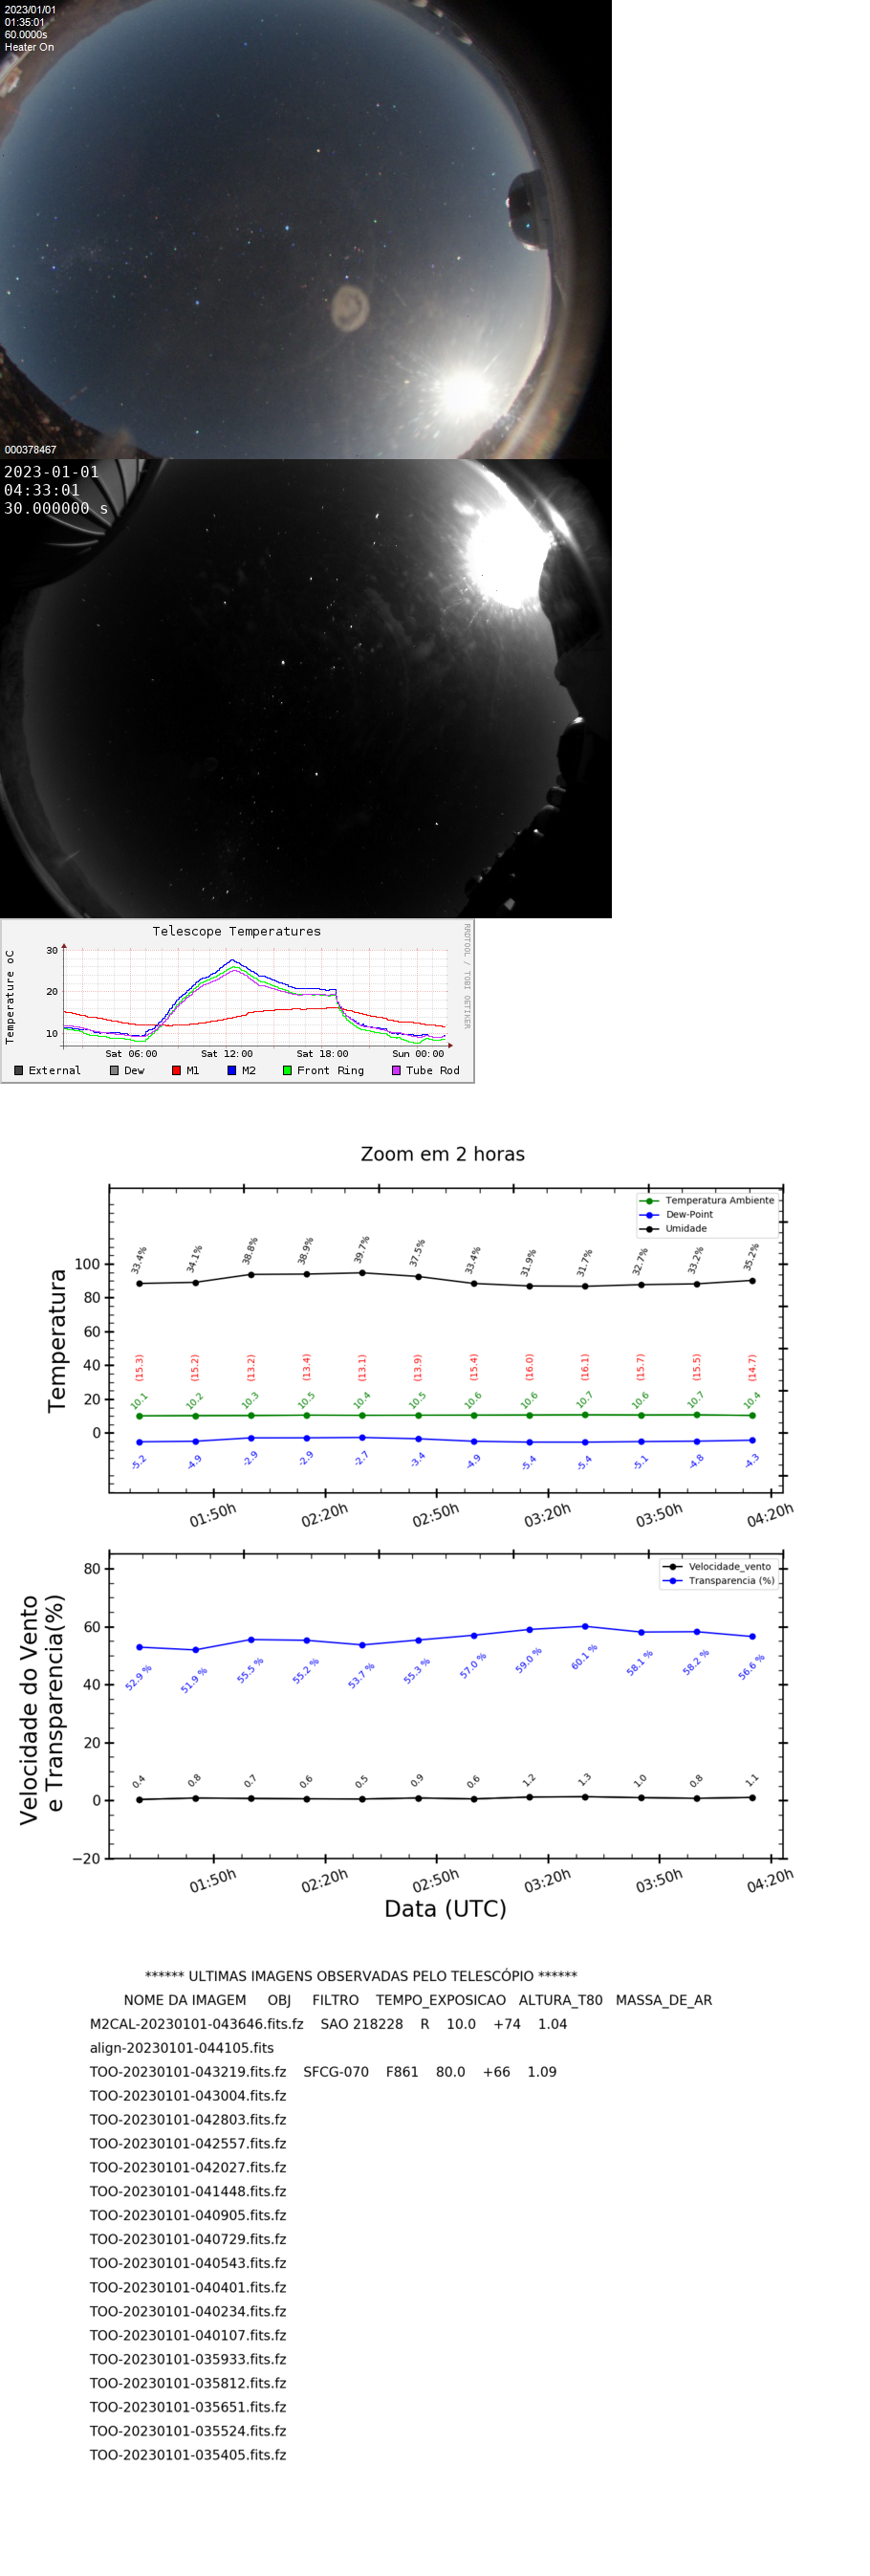 2023/01/01
01:35:01
60.0000s
Heater On
000378467
2023-01-01
04:33:01
30.000000 s
Telescope Temperatures
Temperature oC
30
20
10
Sat 06:00 Sat 12:00 Sat 18:00 Sun 00:00
External Dew M1 M2 Front Ring Tube Rod
RRDTOOL / TOBI OETIKER
Zoom em 2 horas
Temperatura
Temperatura Ambiente
Dew-Point
Umidade
100
80
60
40
20
0
33.4% 34.1% 38.8% 38.9% 39.7% 37.5% 33.4% 31.9% 31.7% 32.7% 33.2% 35.2%
(15.3) (15.2) (13.2) (13.4) (13.1) (13.9) (15.4) (16.0) (16.1) (15.7) (15.5) (14.7)
10.1 10.2 10.3 10.5 10.4 10.5 10.6 10.6 10.7 10.6 10.7 10.4
-5.2 -4.9 -2.9 -2.9 -2.7 -3.4 -4.9 -5.4 -5.4 -5.1 -4.8 -4.3
01:50h 02:20h 02:50h 03:20h 03:50h 04:20h
Velocidade do Vento
e Transparencia(%)
Velocidade_vento
Transparencia (%)
80
60
40
20
0
−20
52.9 % 51.9 % 55.5 % 55.2 % 53.7 % 55.3 % 57.0 % 59.0 % 60.1 % 58.1 % 58.2 % 56.6 %
0.4 0.8 0.7 0.6 0.5 0.9 0.6 1.2 1.3 1.0 0.8 1.1
01:50h 02:20h 02:50h 03:20h 03:50h 04:20h
Data (UTC)
****** ULTIMAS IMAGENS OBSERVADAS PELO TELESCÓPIO ******
NOME DA IMAGEM OBJ FILTRO TEMPO_EXPOSICAO ALTURA_T80 MASSA_DE_AR
M2CAL-20230101-043646.fits.fz SAO 218228 R 10.0 +74 1.04
align-20230101-044105.fits
TOO-20230101-043219.fits.fz SFCG-070 F861 80.0 +66 1.09
TOO-20230101-043004.fits.fz
TOO-20230101-042803.fits.fz
TOO-20230101-042557.fits.fz
TOO-20230101-042027.fits.fz
TOO-20230101-041448.fits.fz
TOO-20230101-040905.fits.fz
TOO-20230101-040729.fits.fz
TOO-20230101-040543.fits.fz
TOO-20230101-040401.fits.fz
TOO-20230101-040234.fits.fz
TOO-20230101-040107.fits.fz
TOO-20230101-035933.fits.fz
TOO-20230101-035812.fits.fz
TOO-20230101-035651.fits.fz
TOO-20230101-035524.fits.fz
TOO-20230101-035405.fits.fz